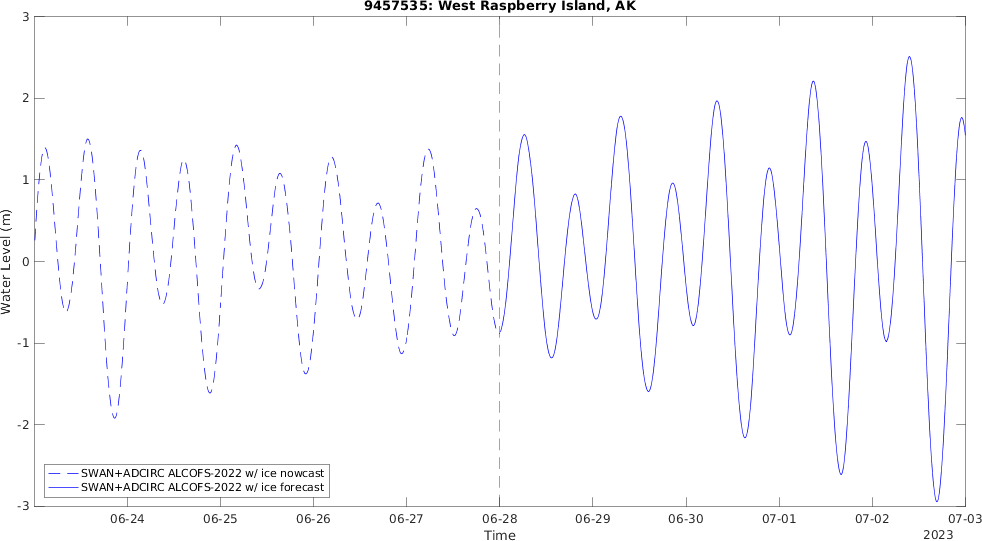 9457535: West Raspberry Island, AK
3
2
1
0
-1
-2
-3
Water Level (m)
SWAN+ADCIRC ALCOFS-2022 w/ ice nowcast
SWAN+ADCIRC ALCOFS-2022 w/ ice forecast
06-24 06-25 06-26 06-27 06-28 06-29 06-30 07-01 07-02 07-03
Time
2023